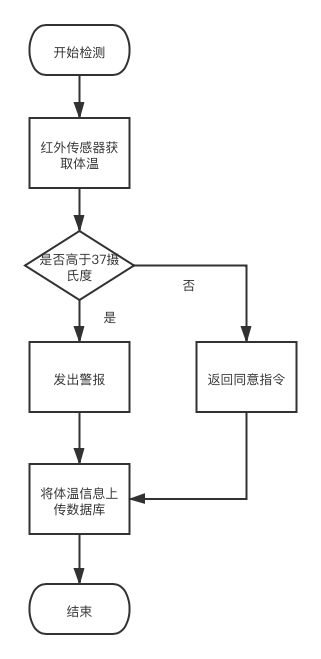 开始检测
红外传感器获
取体温
是否高于37摄
氏度
否
是
发出警报
返回同意指令
将体温信息上
传数据库
结束